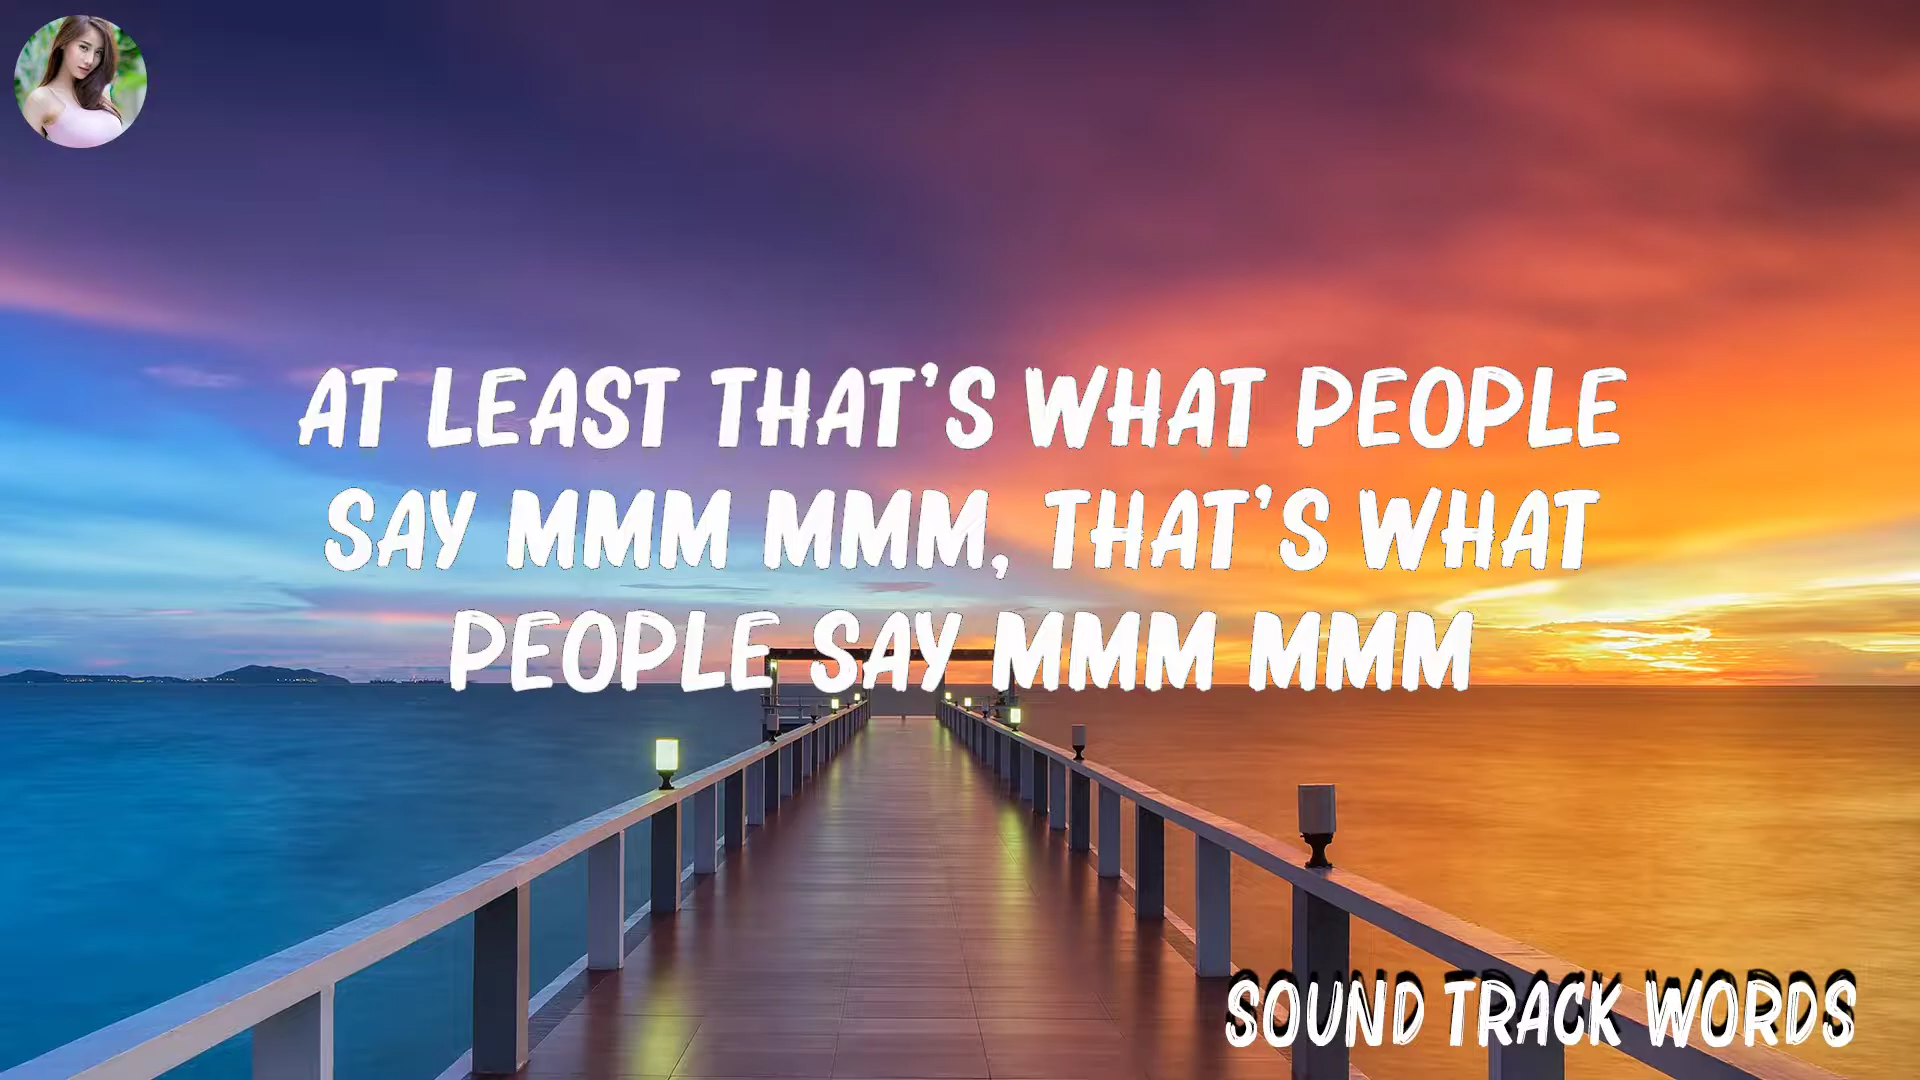 AT LEAST THAT'S WHAT PEOPLE
SAY MMM MMM, THAT'S WHAT
PEOPLE SAY MMM MMM
SOUND TRACK WORDS